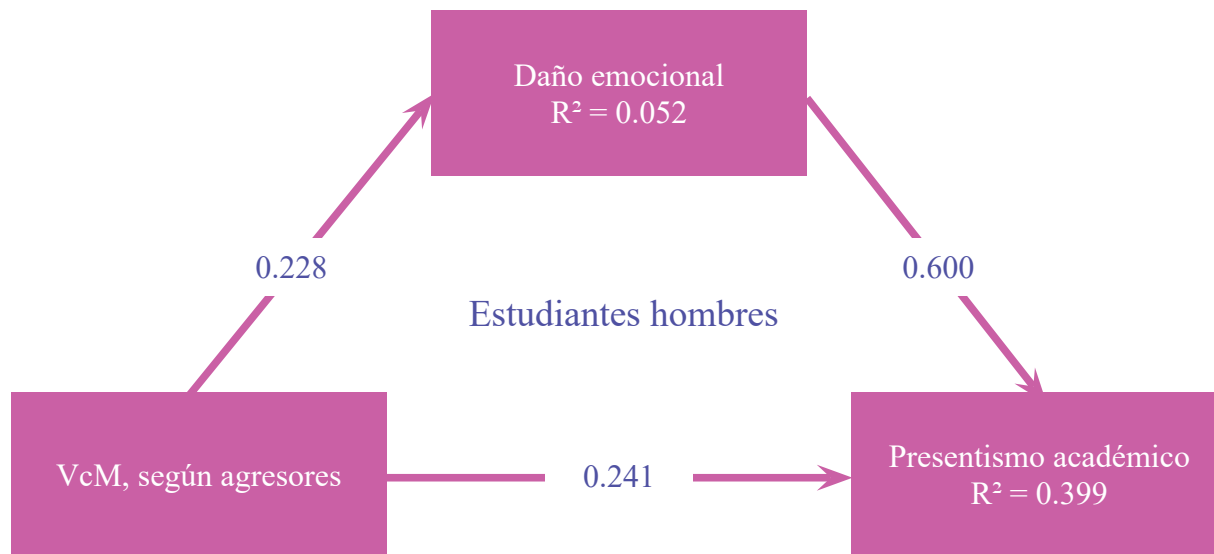 Daño emocional
R² = 0.052
0.228
0.600
Estudiantes hombres
VcM, según agresores
0.241
Presentismo académico
R² = 0.399